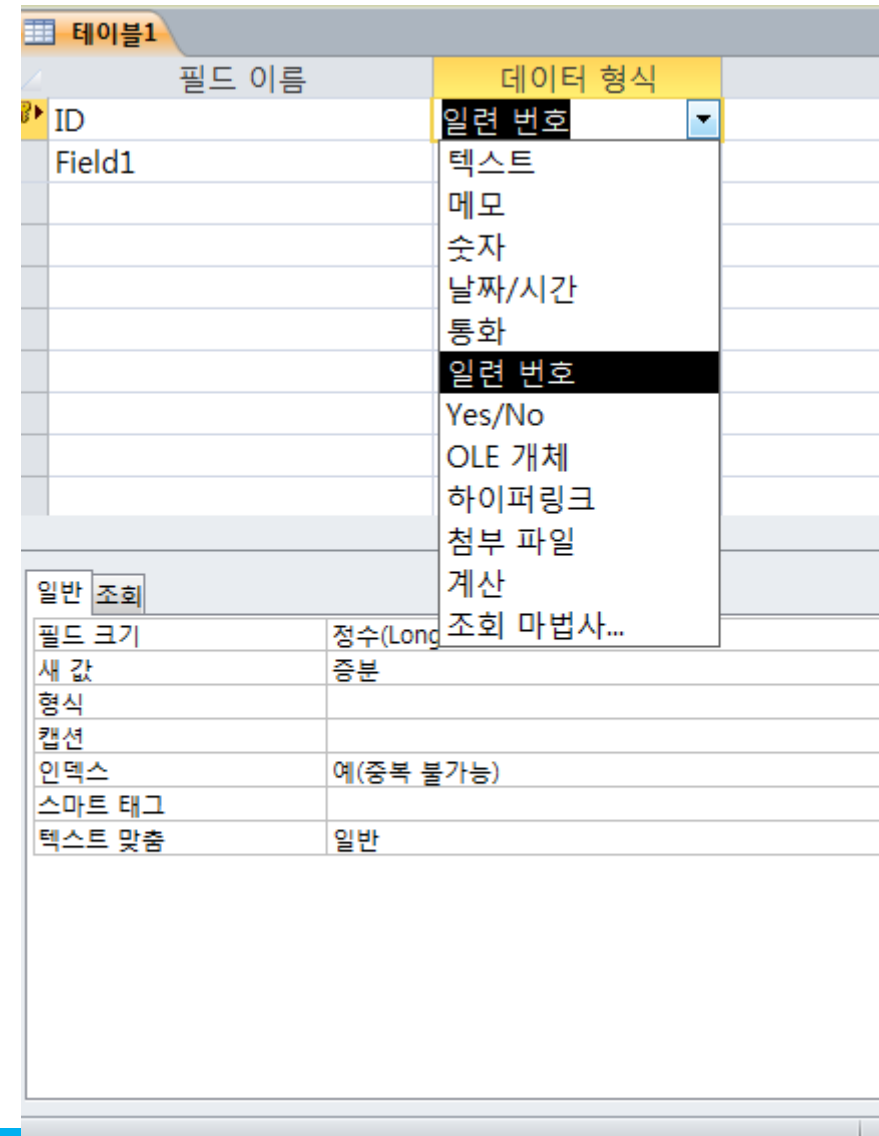 테이블1
필드 이름 데이터 형식
ID 일련 번호
Field1
텍스트
메모
숫자
날짜/시간
통화
일련 번호
Yes/No
OLE 개체
하이퍼링크
첨부 파일
계산
조회 마법사...
일반 조회
필드 크기 정수(Long
새 값 증분
형식
캡션
인덱스 예(중복 불가능)
스마트 태그
텍스트 맞춤 일반